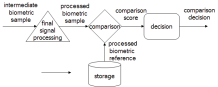 intermediate
biometric
sample
final
signal
processing
processed
biometric
sample
comparison
comparison
score
decision
comparison
decision
processed
biometric
reference
storage